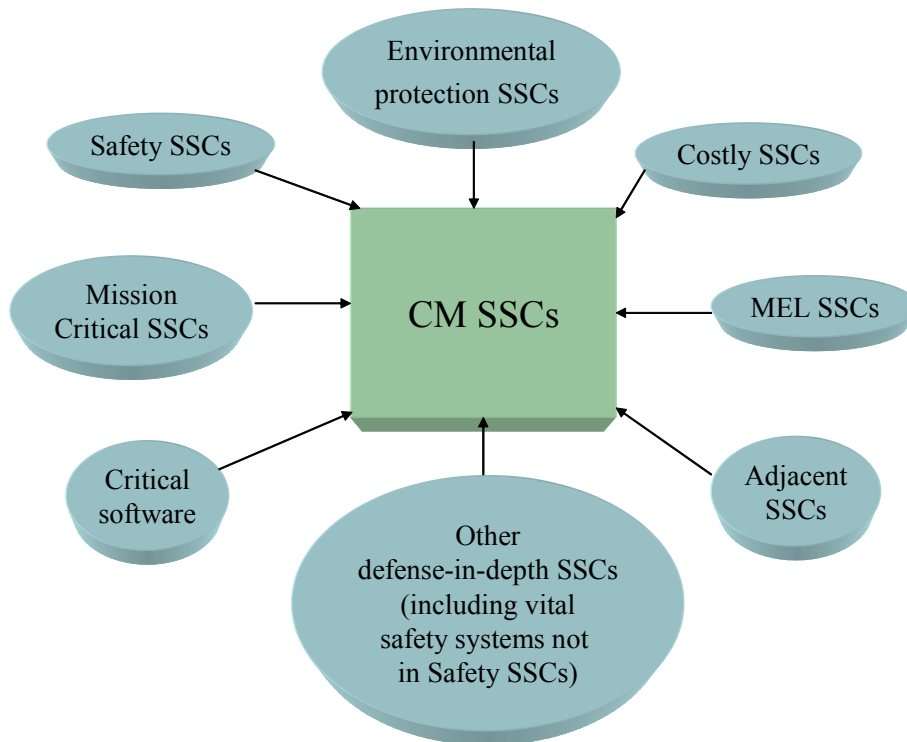 Environmental
protection SSCs
Safety SSCs
Costly SSCs
Mission
Critical SSCs
CM SSCs
MEL SSCs
Critical
software
Adjacent
SSCs
Other
defense-in-depth SSCs
(including vital
safety systems not
in Safety SSCs)